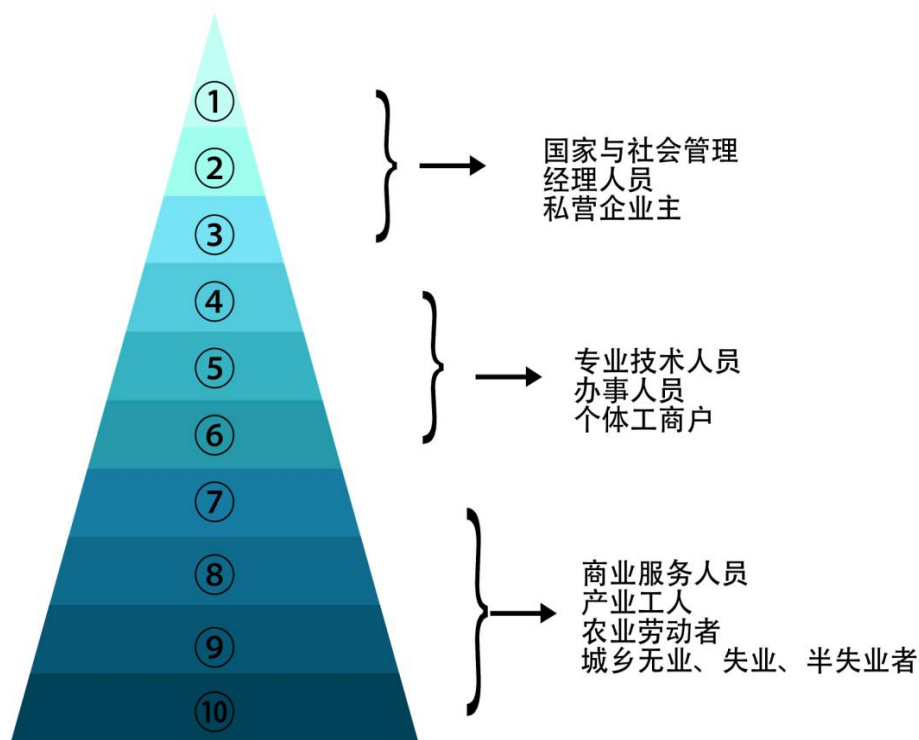 ①
②
③
④
⑤
⑥
⑦
⑧
⑨
⑩
国家与社会管理
经理人员
私营企业主
专业技术人员
办事人员
个体工商户
商业服务人员
产业工人
农业劳动者
城乡无业、失业、半失业者